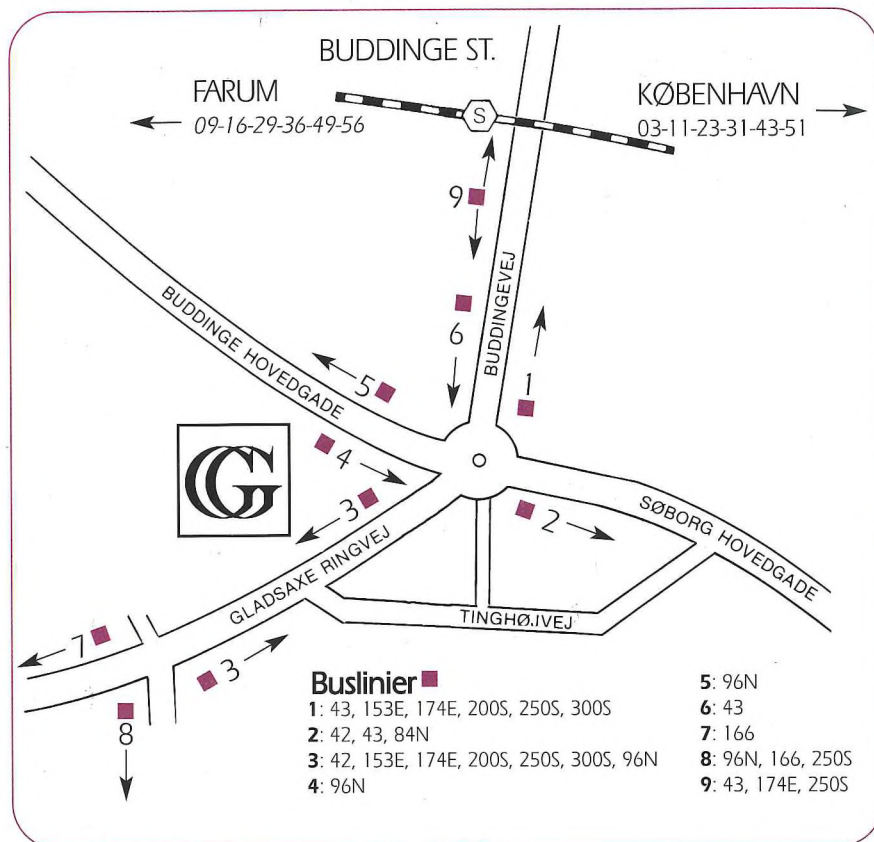 BUDDINGE ST.
FARUM
09-16-29-36-49-56
S
KØBENHAVN
03-11-23-31-43-51
9
6
BUDDINGEVEJ
1
BUDDINGE HOVEDGADE
5
4
GG
3
2
SØBORG HOVEDGADE
GLADSAXE RINGVEJ
TINGHØJVEJ
7
3
8
Buslinier
1: 43, 153E, 174E, 200S, 250S, 300S
2: 42, 43, 84N
3: 42, 153E, 174E, 200S, 250S, 300S, 96N
4: 96N
5: 96N
6: 43
7: 166
8: 96N, 166, 250S
9: 43, 174E, 250S